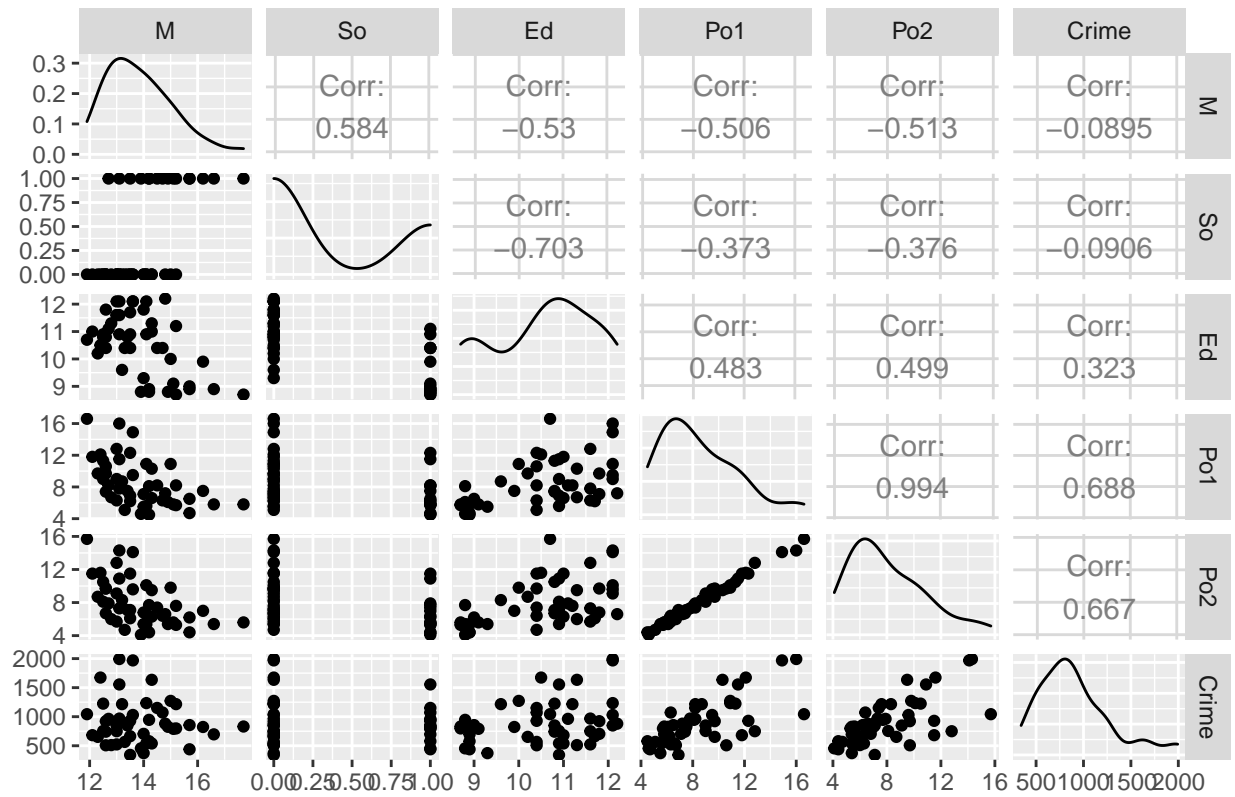 M So Ed Po1 Po2 Crime
0.3
0.2
0.1
0.0
Corr:
0.584
Corr:
−0.53
Corr:
−0.506
Corr:
−0.513
Corr:
−0.0895
M
1.00
0.75
0.50
0.25
0.00
Corr:
−0.703
Corr:
−0.373
Corr:
−0.376
Corr:
−0.0906
So
12
11
10
9
Corr:
0.483
Corr:
0.499
Corr:
0.323
Ed
16
12
8
4
Corr:
0.994
Corr:
0.688
Po1
16
12
8
4
Corr:
0.667
Po2
2000
1500
1000
500
Crime
12 14 16 0.00 0.25 0.50 0.75 1.00 9 10 11 12 4 8 12 16 4 8 12 16 500 1000 1500 2000